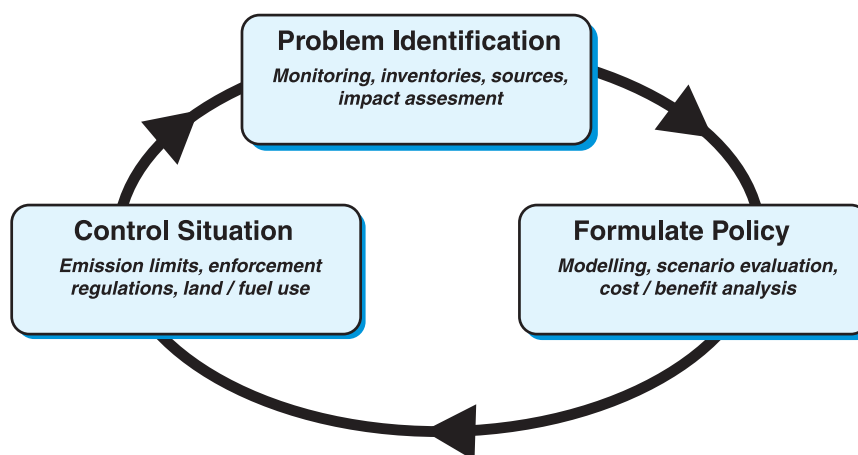 Problem Identification
Monitoring, inventories, sources,
impact assesment
Control Situation
Emission limits, enforcement
regulations, land / fuel use
Formulate Policy
Modelling, scenario evaluation,
cost / benefit analysis